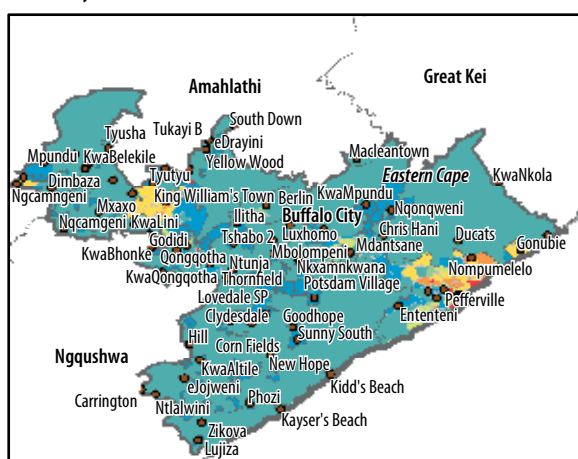 Great Kei
Amahlathi
South Down
Tukayi B
Tyusha
eDrayini
Mpundu
KwaBelekile
Yellow Wood
Macleantown
Tyutyu
Eastern Cape
KwaNkola
Dimbaza
Ngcamngeni
King William's Town
Berlin
KwaMpundu
Mxaxo
Ilitha
Buffalo City
Nqonqweni
Nqcamgeni
KwaLini
Luxhomo
Chris Hani
Ducats
Godidi
Tshabo 2
Mdantsane
Gonubie
KwaBhonke
Qongqotha
Mbolompeni
Ntunja
Nkxamnkwana
Nompumelelo
KwaQongqotha
Thornfield
Potsdam Village
Lovedale SP
Pefferville
Clydesdale
Goodhope
Ententeni
Hill
Sunny South
Corn Fields
Ngqushwa
KwaAltile
New Hope
eJojweni
Kidd's Beach
Carrington
Ntlalwini
Phozi
Kayser's Beach
Zikova
Lujiza